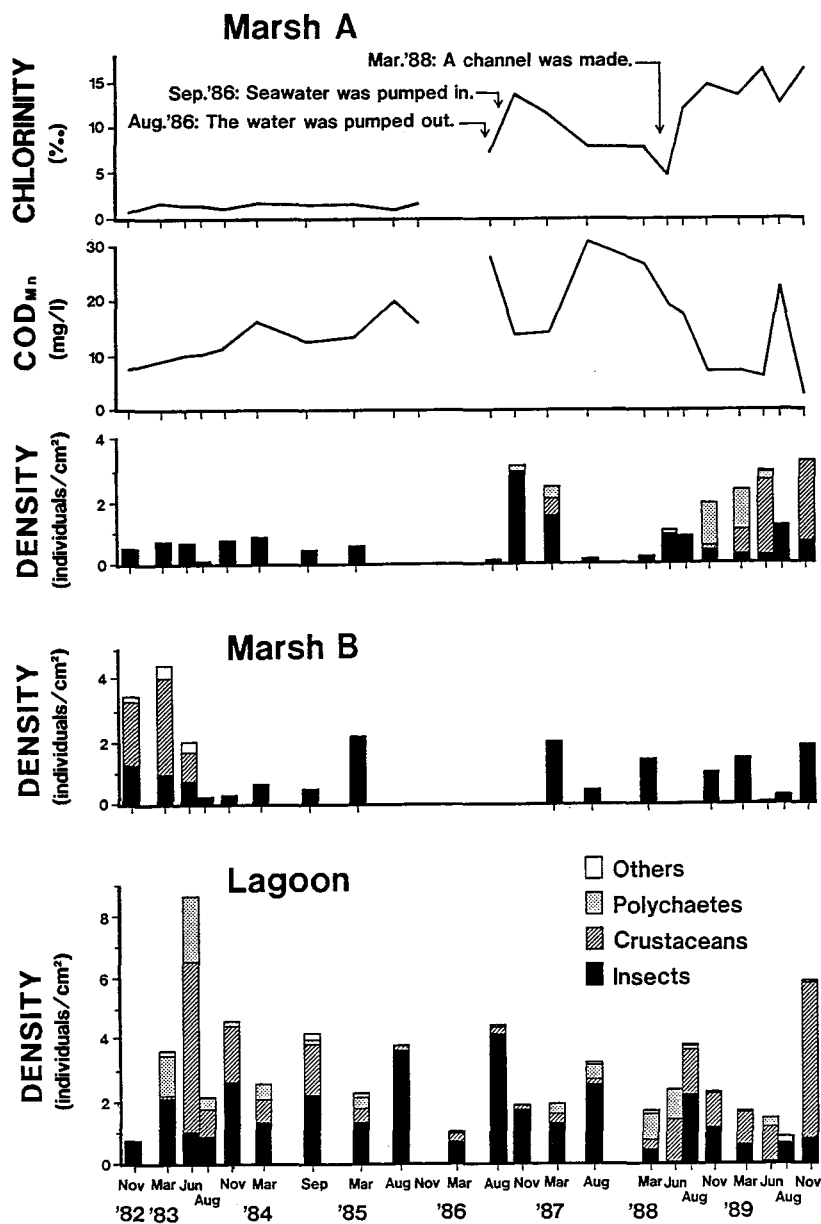 Marsh A
Mar.'88: A channel was made.
Sep.'86: Seawater was pumped in.
Aug.'86: The water was pumped out.
CHLORINITY
(‰)
15
10
5
0
COD Mn
(mg/l)
30
20
10
0
DENSITY
(individuals/cm²)
4
2
0
Marsh B
DENSITY
(individuals/cm²)
4
2
0
Lagoon
Others
Polychaetes
Crustaceans
Insects
DENSITY
(individuals/cm²)
8
6
4
2
0
Nov Mar Jun Aug Nov Mar Sep Mar Aug Nov Mar Aug Nov Mar Aug Mar Jun Aug Nov Mar Jun Aug Nov
'82 '83 '84 '85 '86 '87 '88 '89